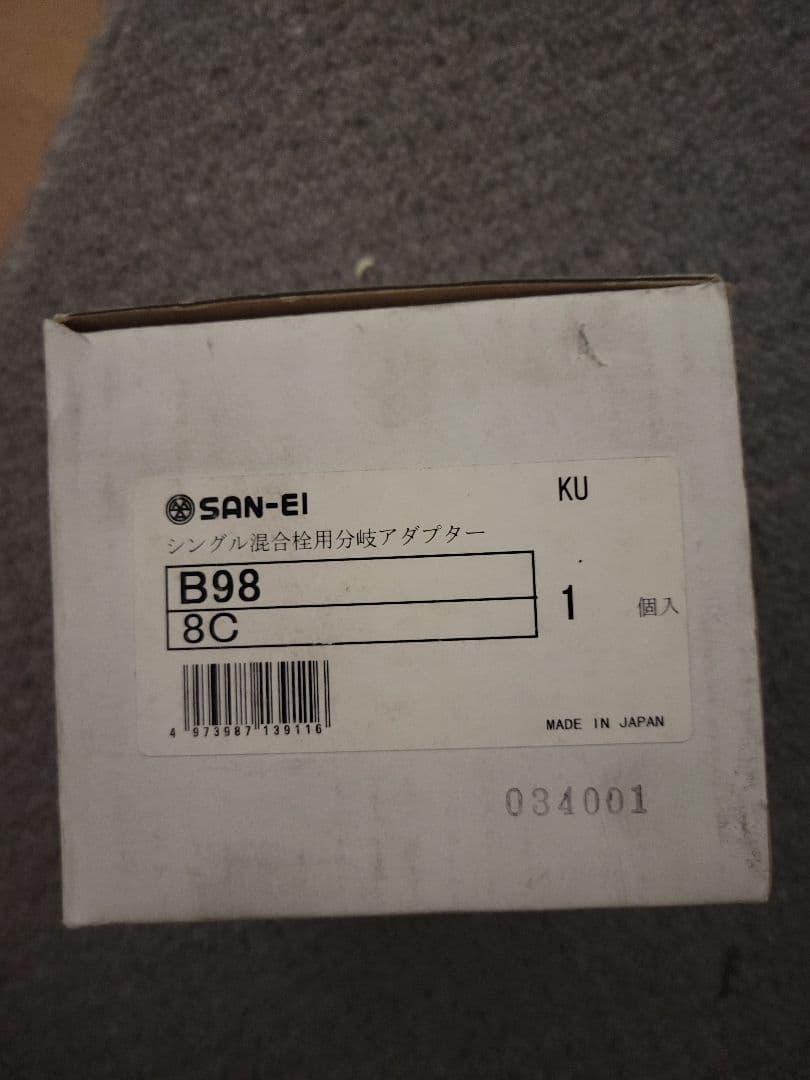 SAN-EI
KU
シングル混合栓用分岐アダプター
B98
8C
1 個入
4 973987 139116
MADE IN JAPAN
034001